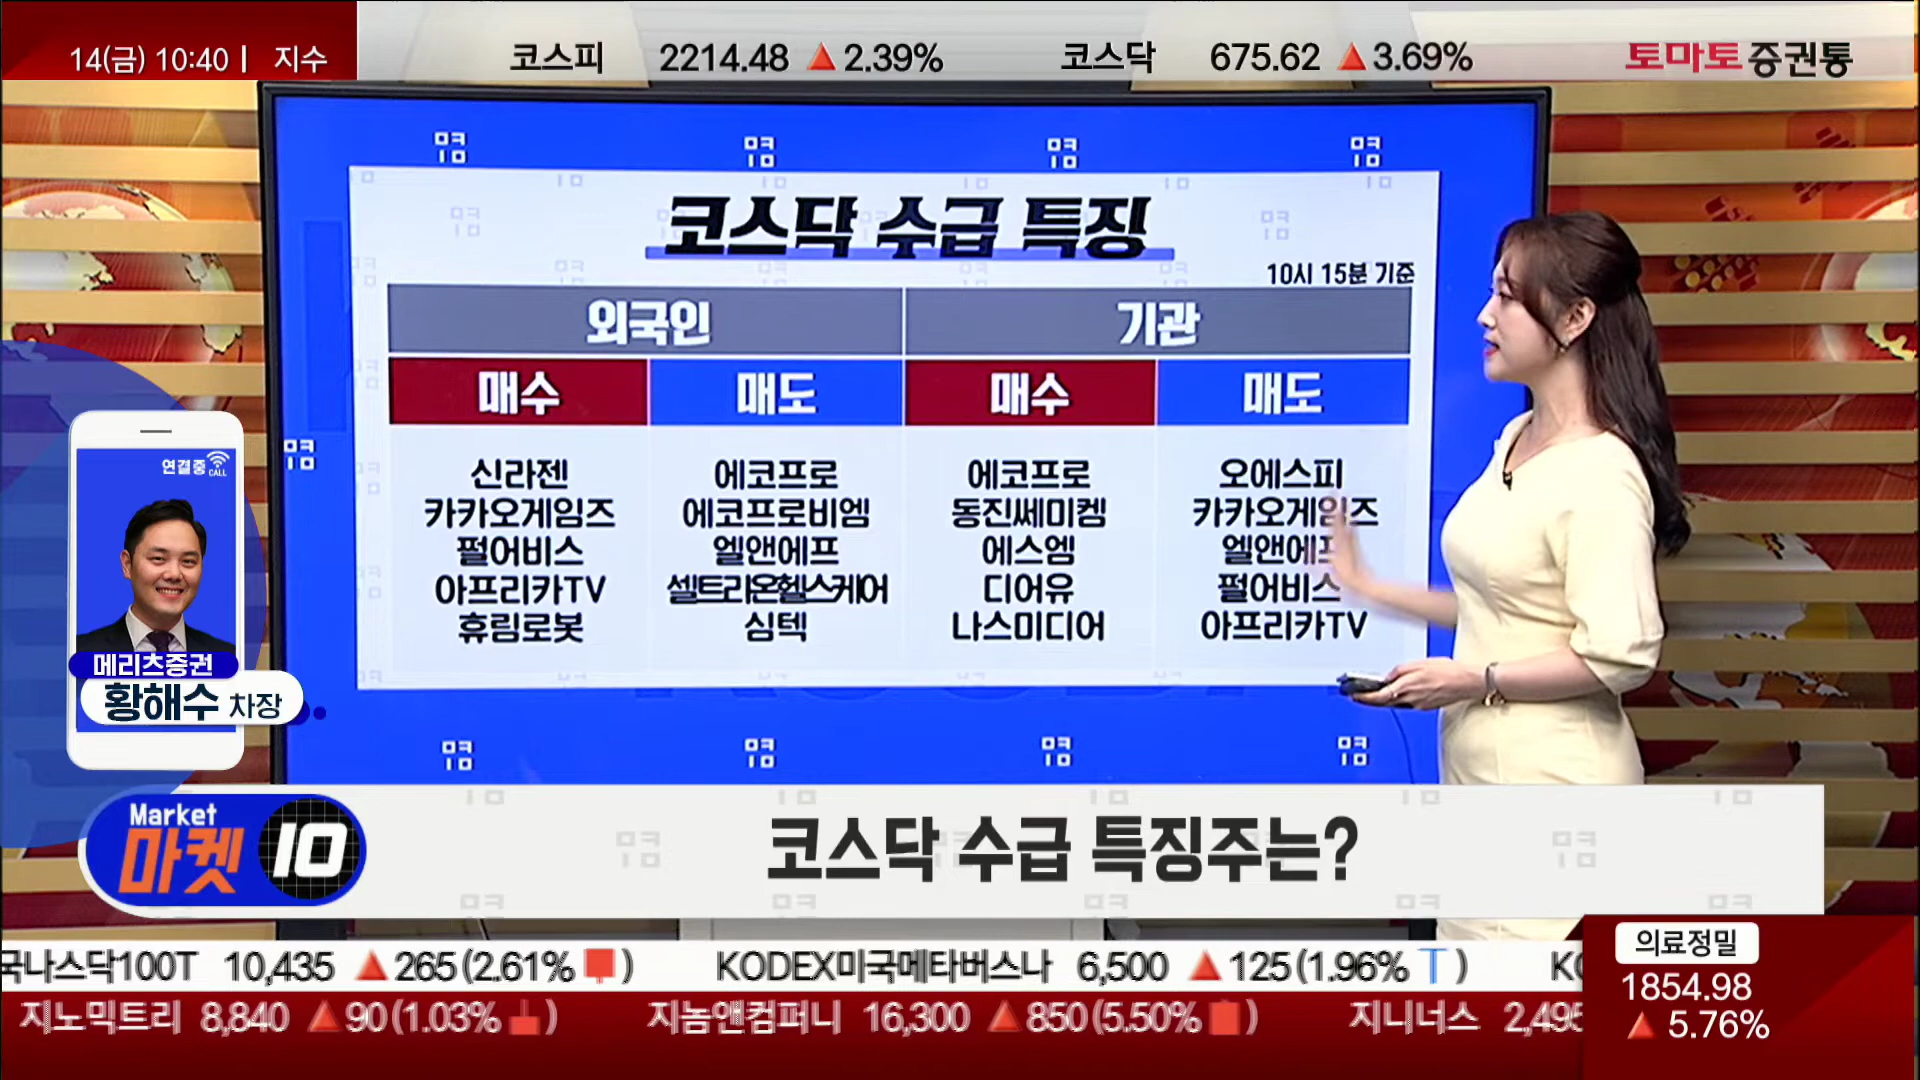 14(금) 10:40 | 지수
코스피 2214.48 ▲2.39%
코스닥 675.62 ▲3.69%
토마토증권통
코스닥 수급 특징
10시 15분 기준
외국인 기관
매수 매도 매수 매도
신라젠 에코프로 에코프로 오에스피
카카오게임즈 에코프로비엠 동진쎄미켐 카카오게임즈
펄어비스 엘앤에프 에스엠 엘앤에프
아프리카TV 셀트리온헬스케어 디어유 펄어비스
휴림로봇 심텍 나스미디어 아프리카TV
연결중
CALL
메리츠증권
황해수 차장
Market
마켓 10
코스닥 수급 특징주는?
국나스닥100T 10,435 ▲265(2.61%) KODEX미국메타버스나 6,500 ▲125(1.96%)
지노믹트리 8,840 ▲90(1.03%) 지놈앤컴퍼니 16,300 ▲850(5.50%) 지니너스 2,495
의료정밀
1854.98
▲ 5.76%